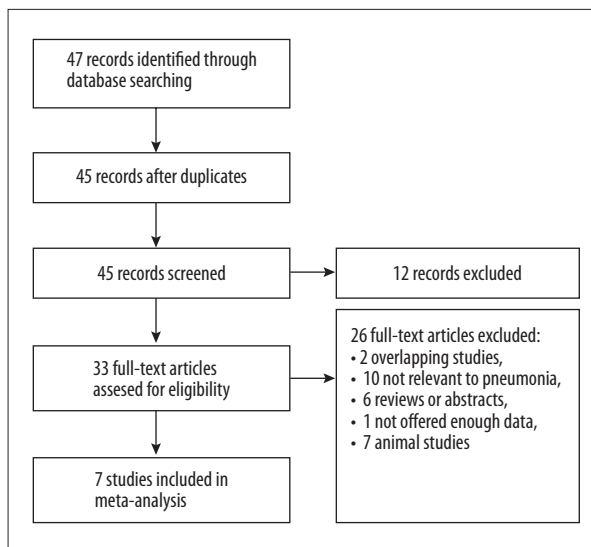 47 records identified through
database searching
45 records after duplicates
45 records screened
12 records excluded
33 full-text articles
assesed for eligibility
26 full-text articles excluded:
• 2 overlapping studies,
• 10 not relevant to pneumonia,
• 6 reviews or abstracts,
• 1 not offered enough data,
• 7 animal studies
7 studies included in
meta-analysis